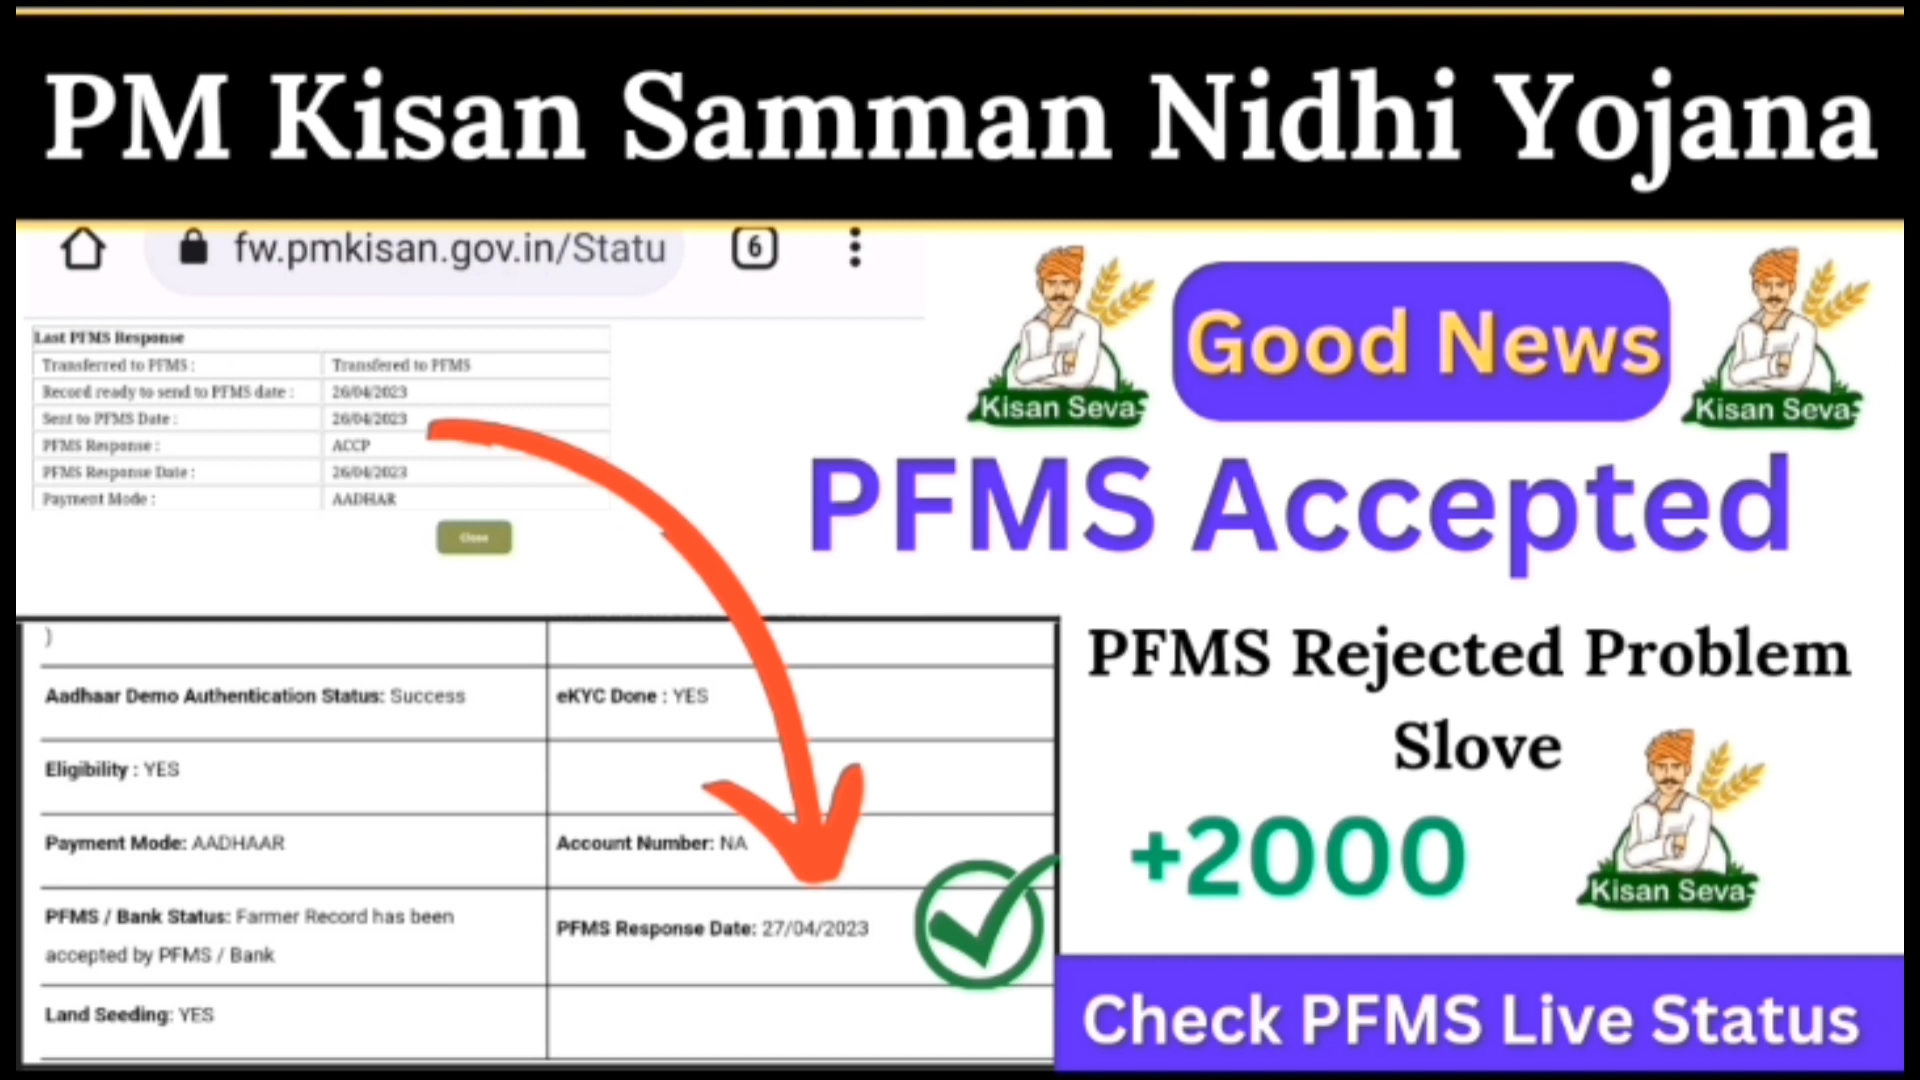 PM Kisan Samman Nidhi Yojana
fw.pmkisan.gov.in/Statu
6
Last PFMS Response
Transferred to PFMS : Transfered to PFMS
Record ready to send to PFMS date : 26/04/2023
Sent to PFMS Date : 26/04/2023
PFMS Response : ACCP
PFMS Response Date : 26/04/2023
Payment Mode : AADHAR
Close
Kisan Seva
Good News
Kisan Seva
PFMS Accepted
)
Aadhaar Demo Authentication Status: Success eKYC Done : YES
Eligibility : YES
Payment Mode: AADHAAR Account Number: NA
PFMS / Bank Status: Farmer Record has been
accepted by PFMS / Bank
PFMS Response Date: 27/04/2023
Land Seeding: YES
PFMS Rejected Problem
Slove
+2000
Kisan Seva
Check PFMS Live Status